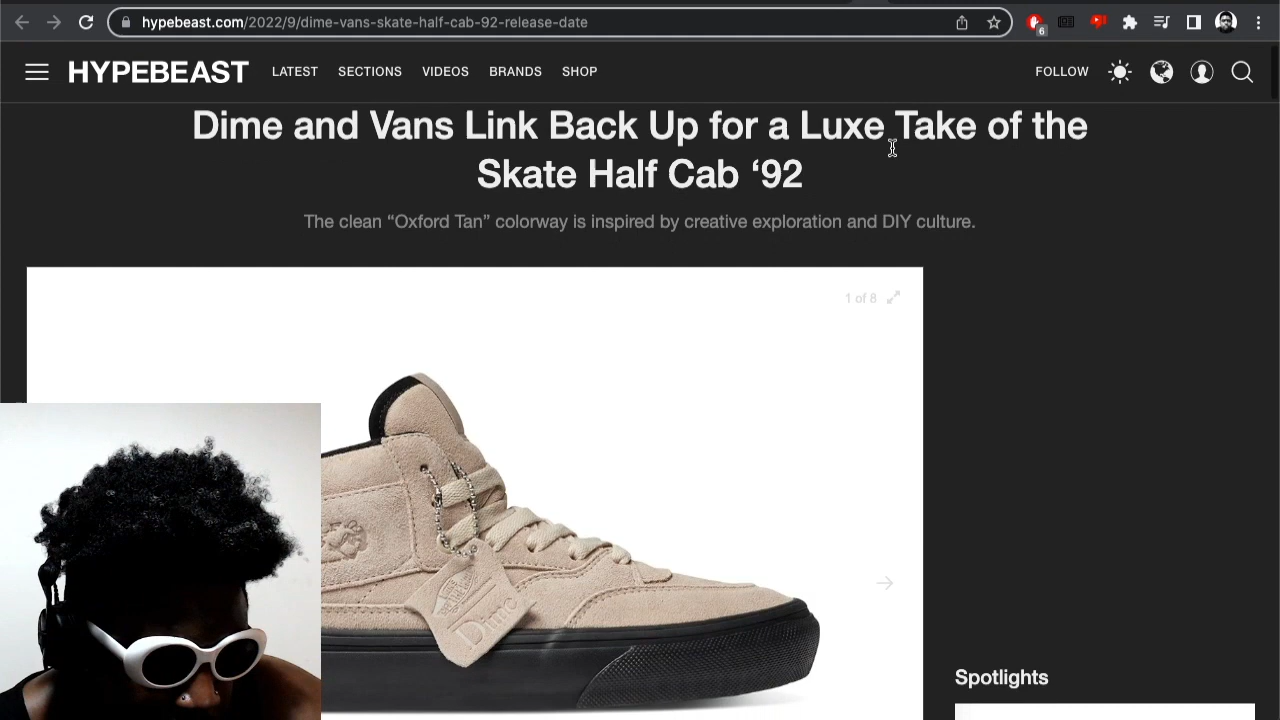 hypebeast.com/2022/9/dime-vans-skate-half-cab-92-release-date
6
HYPEBEAST LATEST SECTIONS VIDEOS BRANDS SHOP FOLLOW
Dime and Vans Link Back Up for a Luxe Take of the
Skate Half Cab ‘92
The clean “Oxford Tan” colorway is inspired by creative exploration and DIY culture.
1 of 8
Dime
Spotlights